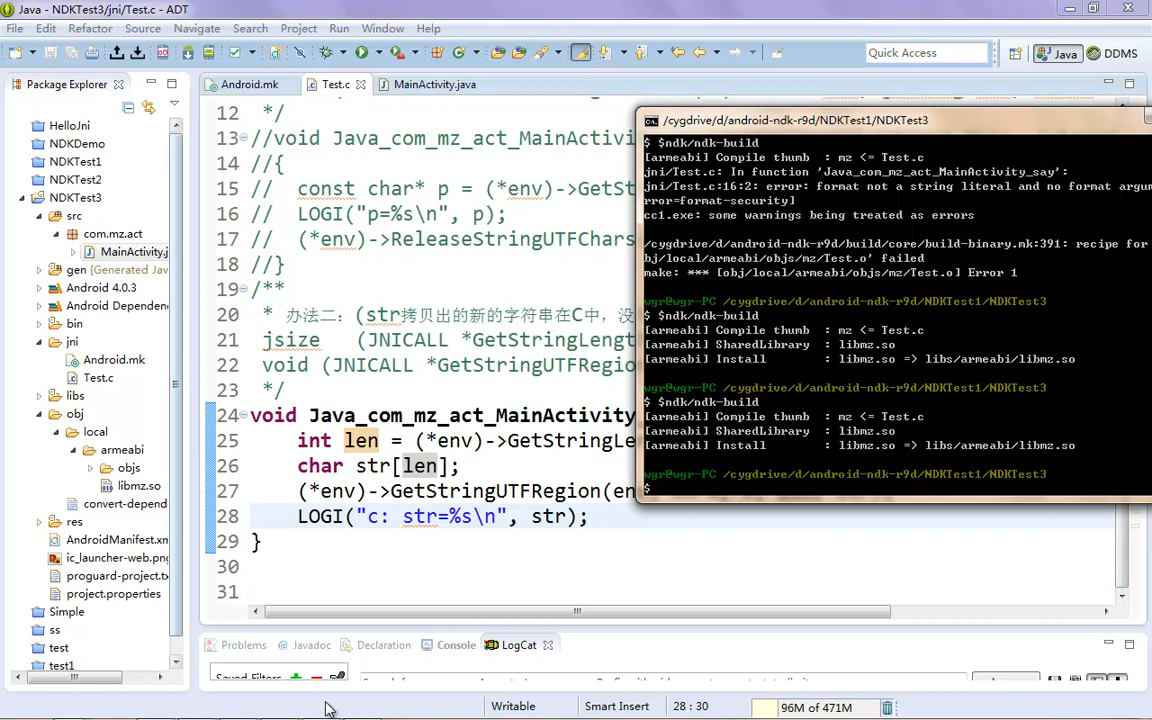 Java - NDKTest3/jni/Test.c - ADT
File Edit Refactor Source Navigate Search Project Run Window Help
Quick Access
Java
DDMS
Package Explorer
HelloJni
NDKDemo
NDKTest1
NDKTest2
NDKTest3
src
com.mz.act
MainActivity.j
gen [Generated Jav
Android 4.0.3
Android Depender
bin
jni
Android.mk
Test.c
libs
obj
local
armeabi
objs
libmz.so
convert-depend
res
AndroidManifest.xm
ic_launcher-web.png
proguard-project.tx
project.properties
Simple
ss
test
test1
Android.mk
Test.c
MainActivity.java
12 */
13 //void Java_com_mz_act_MainActivi
14 //{
15 // const char* p = (*env)->GetS
16 // LOGI("p=%s\n", p);
17 // (*env)->ReleaseStringUTFChars
18 //}
19 /**
20 * 办法二：(str拷贝出的新的字符串在C中，没
21 jsize (JNICALL *GetStringLengt
22 void (JNICALL *GetStringUTFRegio
23 */
24 void Java_com_mz_act_MainActivity
25 int len = (*env)->GetStringLe
26 char str[len];
27 (*env)->GetStringUTFRegion(en
28 LOGI("c: str=%s\n", str);
29 }
30
31
/cygdrive/d/android-ndk-r9d/NDKTest1/NDKTest3
$ $ndk/ndk-build
[armeabi] Compile thumb : mz <= Test.c
jni/Test.c: In function 'Java_com_mz_act_MainActivity_say':
jni/Test.c:16:2: error: format not a string literal and no format argum
rror=format-security]
cc1.exe: some warnings being treated as errors
/cygdrive/d/android-ndk-r9d/build/core/build-binary.mk:391: recipe for
bj/local/armeabi/objs/mz/Test.o' failed
make: *** [obj/local/armeabi/objs/mz/Test.o] Error 1
wgr@wgr-PC /cygdrive/d/android-ndk-r9d/NDKTest1/NDKTest3
$ $ndk/ndk-build
[armeabi] Compile thumb : mz <= Test.c
[armeabi] SharedLibrary : libmz.so
[armeabi] Install : libmz.so => libs/armeabi/libmz.so
wgr@wgr-PC /cygdrive/d/android-ndk-r9d/NDKTest1/NDKTest3
$ $ndk/ndk-build
[armeabi] Compile thumb : mz <= Test.c
[armeabi] SharedLibrary : libmz.so
[armeabi] Install : libmz.so => libs/armeabi/libmz.so
wgr@wgr-PC /cygdrive/d/android-ndk-r9d/NDKTest1/NDKTest3
$
Problems
@ Javadoc
Declaration
Console
LogCat
Saved Filters
Writable
Smart Insert
28 : 30
96M of 471M